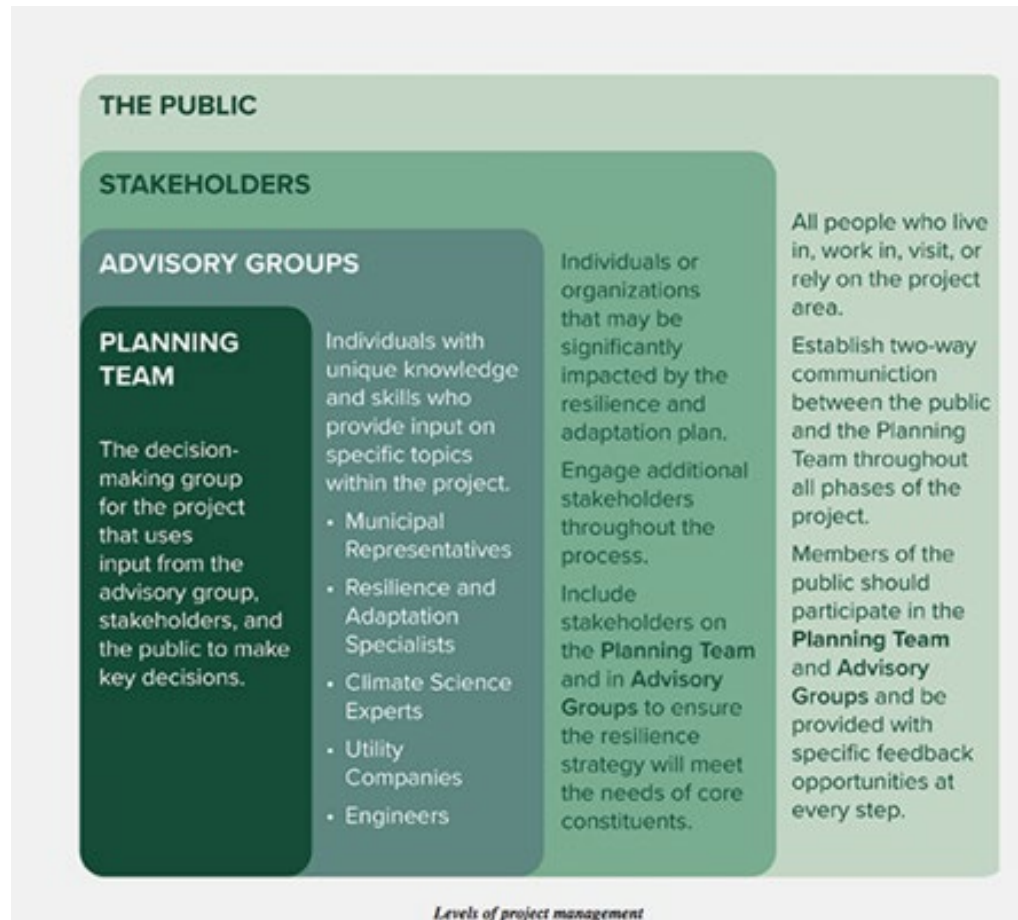 THE PUBLIC
STAKEHOLDERS
ADVISORY GROUPS
PLANNING
TEAM
The decision-
making group
for the project
that uses
input from the
advisory group,
stakeholders, and
the public to make
key decisions.
Individuals with
unique knowledge
and skills who
provide input on
specific topics
within the project.
• Municipal
Representatives
• Resilience and
Adaptation
Specialists
• Climate Science
Experts
• Utility
Companies
• Engineers
Individuals or
organizations
that may be
significantly
impacted by the
resilience and
adaptation plan.
Engage additional
stakeholders
throughout the
process.
Include
stakeholders on
the Planning Team
and in Advisory
Groups to ensure
the resilience
strategy will meet
the needs of core
constituents.
All people who live
in, work in, visit, or
rely on the project
area.
Establish two-way
communiction
between the public
and the Planning
Team throughout
all phases of the
project.
Members of the
public should
participate in the
Planning Team
and Advisory
Groups and be
provided with
specific feedback
opportunities at
every step.
Levels of project management